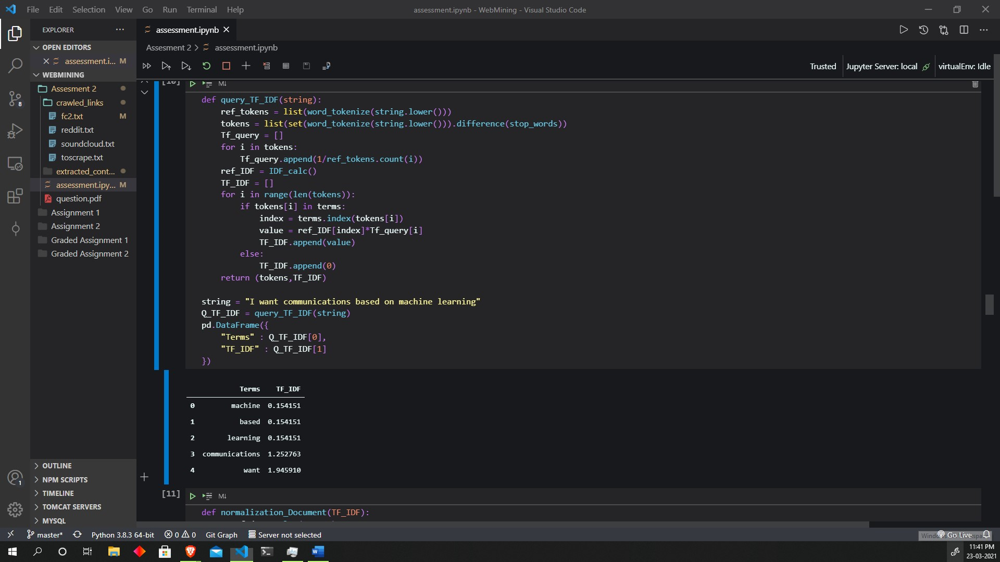 File Edit Selection View Go Run Terminal Help
assessment.ipynb - WebMining - Visual Studio Code
EXPLORER
assessment.ipynb
OPEN EDITORS
Assesment 2 > assessment.ipynb
assessment.i... M
WEBMINING
Trusted
Jupyter Server: local
virtualEnv: Idle
Assesment 2
crawled_links
fc2.txt M
reddit.txt
soundcloud.txt
toscrape.txt
extracted_cont...
assessment.ipy... M
question.pdf
Assignment 1
Assignment 2
Graded Assignment 1
Graded Assignment 2
8
[10]
M↓
def query_TF_IDF(string):
    ref_tokens = list(word_tokenize(string.lower()))
    tokens = list(set(word_tokenize(string.lower())).difference(stop_words))
    Tf_query = []
    for i in tokens:
        Tf_query.append(1/ref_tokens.count(i))
    ref_IDF = IDF_calc()
    TF_IDF = []
    for i in range(len(tokens)):
        if tokens[i] in terms:
            index = terms.index(tokens[i])
            value = ref_IDF[index]*Tf_query[i]
            TF_IDF.append(value)
        else:
            TF_IDF.append(0)
    return (tokens,TF_IDF)
string = "I want communications based on machine learning"
Q_TF_IDF = query_TF_IDF(string)
pd.DataFrame({
    "Terms" : Q_TF_IDF[0],
    "TF_IDF" : Q_TF_IDF[1]
})
Terms TF_IDF
0 machine 0.154151
1 based 0.154151
2 learning 0.154151
3 communications 1.252763
4 want 1.945910
[11]
M↓
def normalization_Document(TF_IDF):
OUTLINE
NPM SCRIPTS
TIMELINE
TOMCAT SERVERS
MYSQL
1
master*
Python 3.8.3 64-bit
0 0
Git Graph
Server not selected
Go Live
11:41 PM
23-03-2021